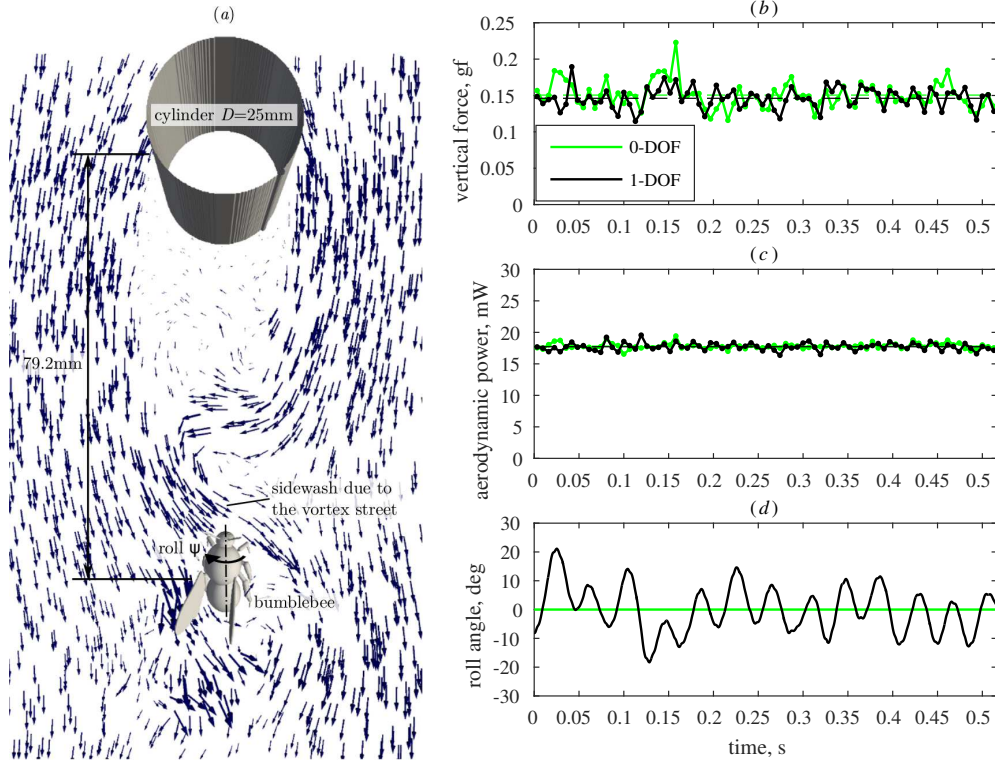 (a)
cylinder D=25mm
79.2mm
sidewash due to
the vortex street
roll ψ
bumblebee
(b)
vertical force, gf
0.25
0.20
0.15
0.10
0.05
0
0-DOF
1-DOF
0 0.05 0.1 0.15 0.2 0.25 0.3 0.35 0.4 0.45 0.5
(c)
aerodynamic power, mW
30
25
20
15
10
5
0
0 0.05 0.1 0.15 0.2 0.25 0.3 0.35 0.4 0.45 0.5
(d)
roll angle, deg
30
20
10
0
-10
-20
-30
0 0.05 0.1 0.15 0.2 0.25 0.3 0.35 0.4 0.45 0.5
time, s